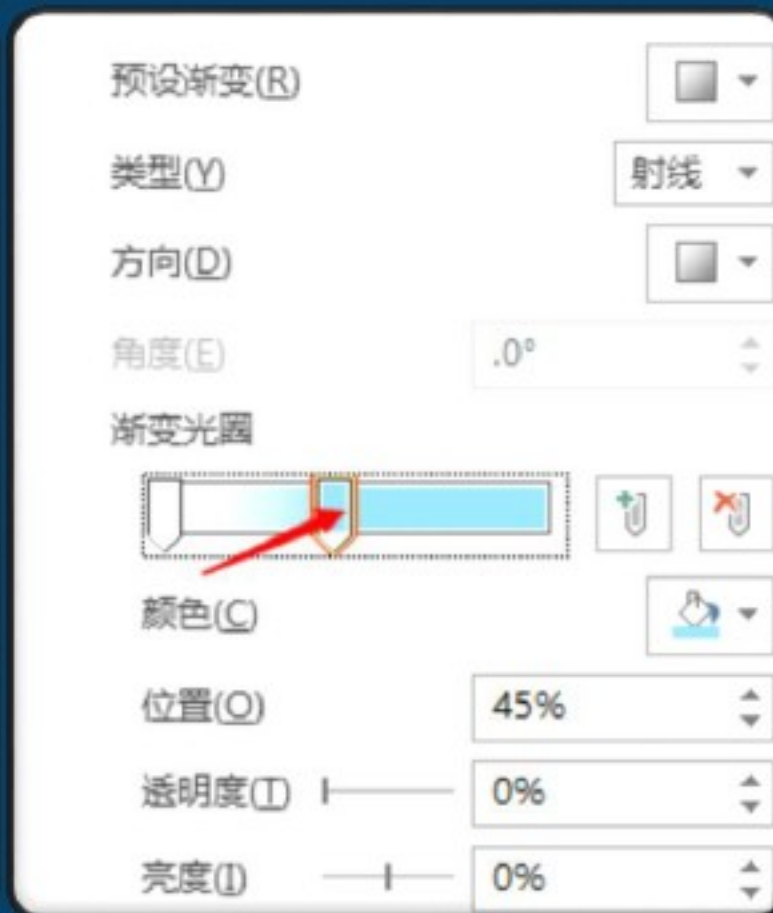 预设渐变(R)
类型(Y) 射线
方向(D)
角度(E) .0°
渐变光圈
颜色(C)
位置(O) 45%
透明度(T) 0%
亮度(I) 0%